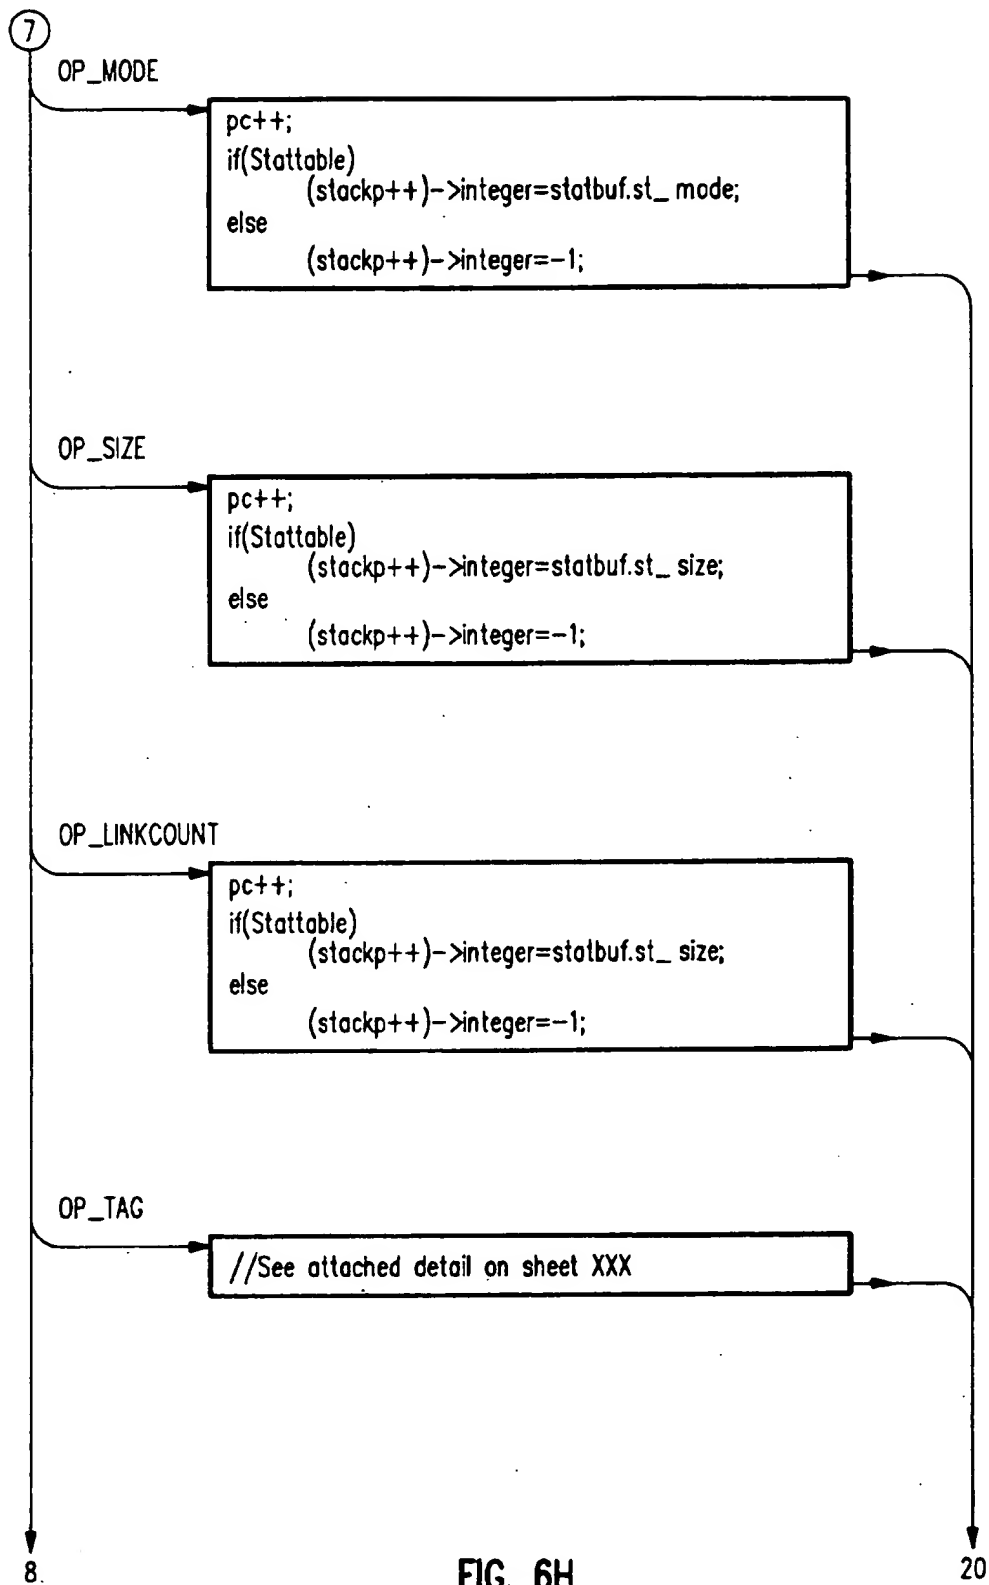 7
OP_MODE
pc++;
if(Stattable)
(stackp++)->integer=statbuf.st_ mode;
else
(stackp++)->integer=-1;
OP_SIZE
pc++;
if(Stattable)
(stackp++)->integer=statbuf.st_ size;
else
(stackp++)->integer=-1;
OP_LINKCOUNT
pc++;
if(Stattable)
(stackp++)->integer=statbuf.st_ size;
else
(stackp++)->integer=-1;
OP_TAG
//See attached detail on sheet XXX
8
FIG. 6H
20